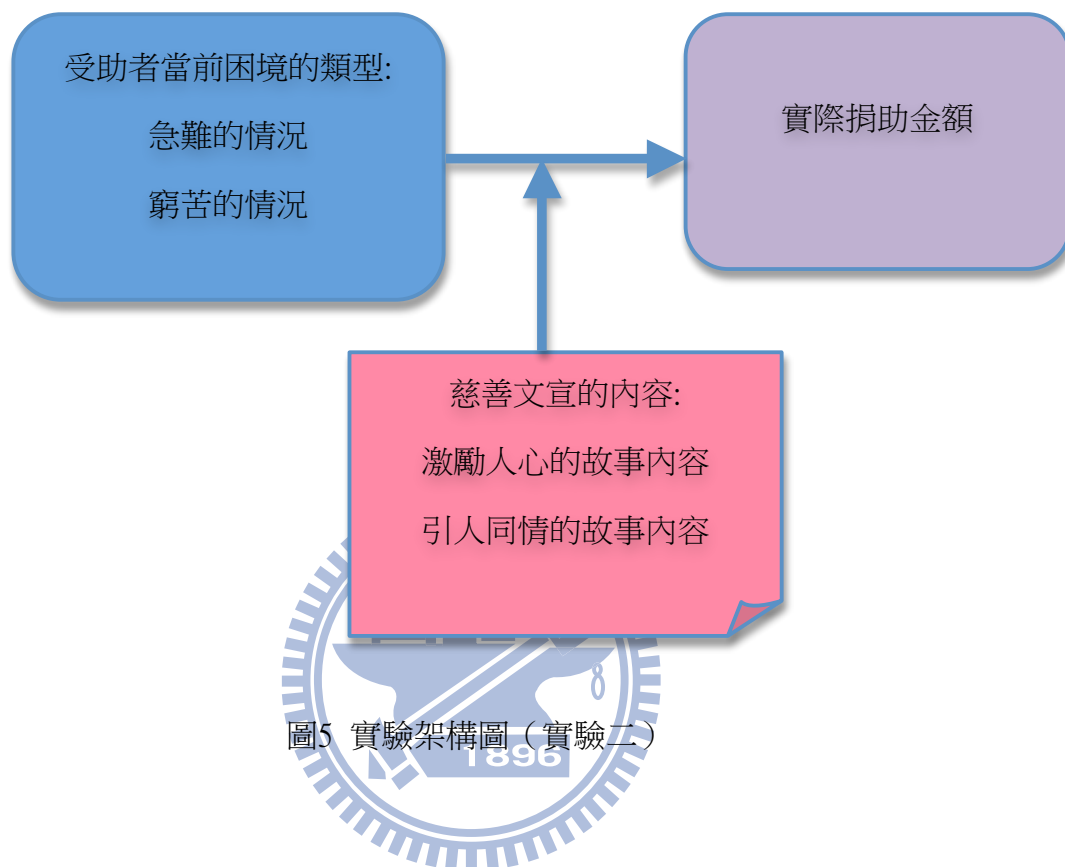 受助者當前困境的類型:
急難的情況
窮苦的情況
實際捐助金額
慈善文宣的內容:
激勵人心的故事內容
引人同情的故事內容
圖5 實驗架構圖（實驗二）
1896